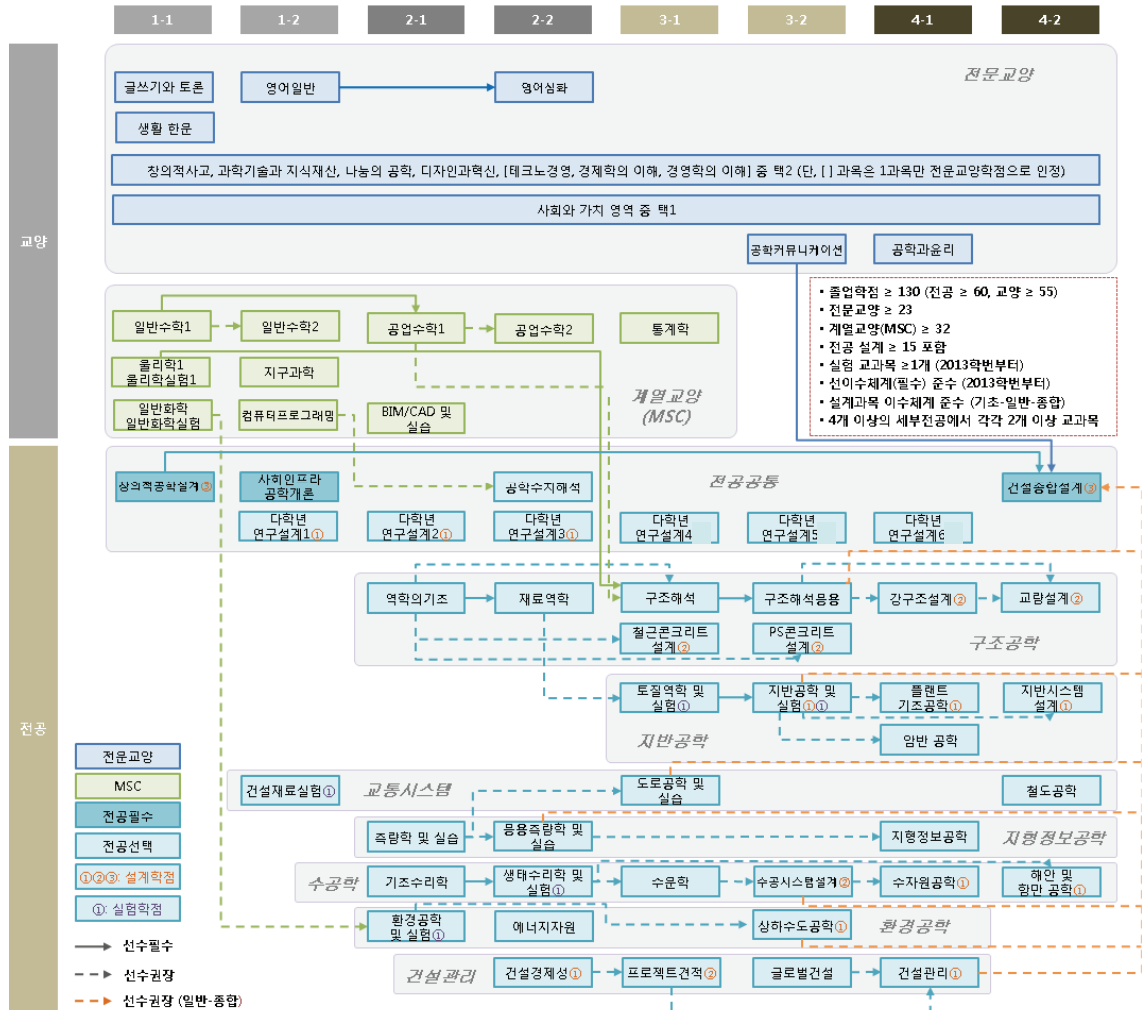 1-1 1-2 2-1 2-2 3-1 3-2 4-1 4-2
교양
전문교양
글쓰기와 토론
영어일반
영어심화
생활 한문
창의적사고, 과학기술과 지식재산, 나눔의 공학, 디자인과혁신, [테크노경영, 경제학의 이해, 경영학의 이해] 중 택2 (단, [ ] 과목은 1과목만 전문교양학점으로 인정)
사회와 가치 영역 중 택1
공학커뮤니케이션
공학과윤리
▪ 졸업학점 ≥ 130 (전공 ≥ 60, 교양 ≥ 55)
▪ 전문교양 ≥ 23
▪ 계열교양(MSC) ≥ 32
▪ 전공 설계 ≥ 15 포함
▪ 실험 교과목 ≥1개 (2013학번부터)
▪ 선이수체계(필수) 준수 (2013학번부터)
▪ 설계과목 이수체계 준수 (기초-일반-종합)
▪ 4개 이상의 세부전공에서 각각 2개 이상 교과목
일반수학1
일반수학2
공업수학1
공업수학2
통계학
물리학1
물리학실험1
지구과학
계열교양
(MSC)
일반화학
일반화학실험
컴퓨터프로그래밍
BIM/CAD 및
실습
전공
전공공통
창의적공학설계③
사회인프라
공학개론
공학수치해석
건설종합설계③
다학년
연구설계1①
다학년
연구설계2①
다학년
연구설계3①
다학년
연구설계4
다학년
연구설계5
다학년
연구설계6
역학의기초
재료역학
구조해석
구조해석응용
강구조설계②
교량설계②
철근콘크리트
설계②
PS콘크리트
설계②
구조공학
토질역학 및
실험①
지반공학 및
실험①①
플랜트
기초공학①
지반시스템
설계①
지반공학
암반 공학
건설재료실험①
교통시스템
도로공학 및
실습
철도공학
측량학 및 실습
응용측량학 및
실습
지형정보공학
지형정보공학
수공학
기초수리학
생태수리학 및
실험①
수문학
수공시스템설계②
수자원공학①
해안 및
항만 공학①
환경공학
및 실험①
에너지자원
상하수도공학①
환경공학
건설관리
건설경제성①
프로젝트견적②
글로벌건설
건설관리①
전문교양
MSC
전공필수
전공선택
①②③: 설계학점
①: 실험학점
선수필수
선수권장
선수권장 (일반-종합)